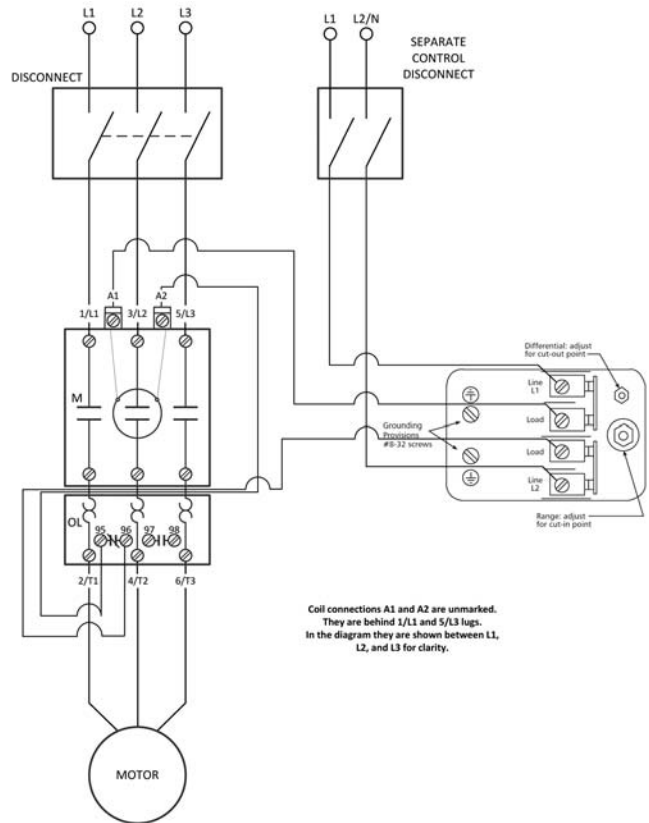 L1 L2 L3
L1 L2/N
SEPARATE
CONTROL
DISCONNECT
DISCONNECT
A1 A2
1/L1 3/L2 5/L3
M
Differential: adjust
for cut-out point
Line
L1
Load
Grounding
Provisions
#8-32 screws
Load
Line
L2
Range: adjust
for cut-in point
OL
95 96 97 98
2/T1 4/T2 6/T3
Coil connections A1 and A2 are unmarked.
They are behind 1/L1 and 5/L3 lugs.
In the diagram they are shown between L1,
L2, and L3 for clarity.
MOTOR